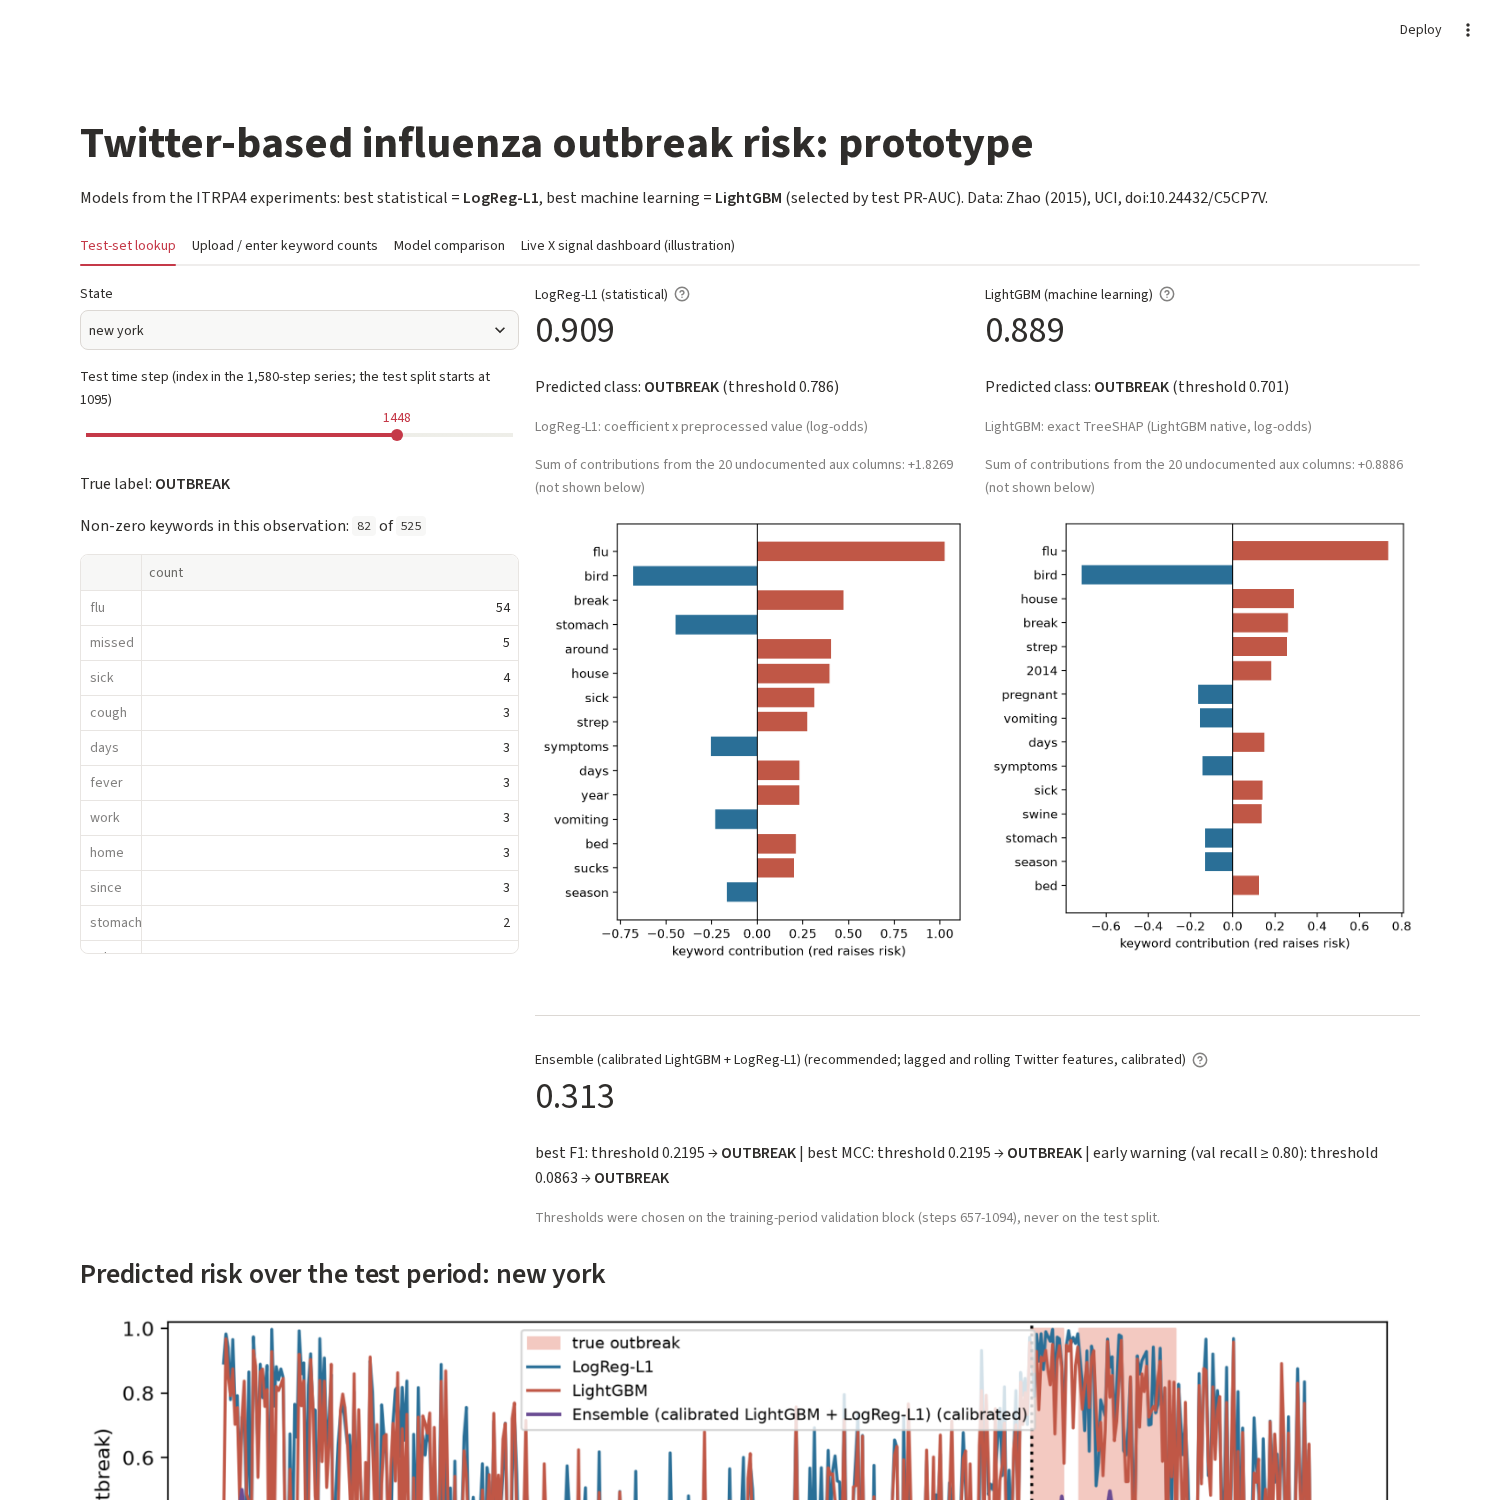 Deploy
Twitter-based influenza outbreak risk: prototype
Models from the ITRPA4 experiments: best statistical = LogReg-L1, best machine learning = LightGBM (selected by test PR-AUC). Data: Zhao (2015), UCI, doi:10.24432/C5CP7V.
Test-set lookup
Upload / enter keyword counts
Model comparison
Live X signal dashboard (illustration)
State
new york
Test time step (index in the 1,580-step series; the test split starts at
1095)
1448
True label: OUTBREAK
Non-zero keywords in this observation: 82 of 525
count
flu 54
missed 5
sick 4
cough 3
days 3
fever 3
work 3
home 3
since 3
stomach 2
LogReg-L1 (statistical)
0.909
Predicted class: OUTBREAK (threshold 0.786)
LogReg-L1: coefficient x preprocessed value (log-odds)
Sum of contributions from the 20 undocumented aux columns: +1.8269
(not shown below)
flu
bird
break
stomach
around
house
sick
strep
symptoms
days
year
vomiting
bed
sucks
season
−0.75 −0.50 −0.25 0.00 0.25 0.50 0.75 1.00
keyword contribution (red raises risk)
LightGBM (machine learning)
0.889
Predicted class: OUTBREAK (threshold 0.701)
LightGBM: exact TreeSHAP (LightGBM native, log-odds)
Sum of contributions from the 20 undocumented aux columns: +0.8886
(not shown below)
flu
bird
house
break
strep
2014
pregnant
vomiting
days
symptoms
sick
swine
stomach
season
bed
−0.6 −0.4 −0.2 0.0 0.2 0.4 0.6 0.8
keyword contribution (red raises risk)
Ensemble (calibrated LightGBM + LogReg-L1) (recommended; lagged and rolling Twitter features, calibrated)
0.313
best F1: threshold 0.2195 → OUTBREAK | best MCC: threshold 0.2195 → OUTBREAK | early warning (val recall ≥ 0.80): threshold
0.0863 → OUTBREAK
Thresholds were chosen on the training-period validation block (steps 657-1094), never on the test split.
Predicted risk over the test period: new york
1.0
0.8
0.6
tbreak)
true outbreak
LogReg-L1
LightGBM
Ensemble (calibrated LightGBM + LogReg-L1) (calibrated)